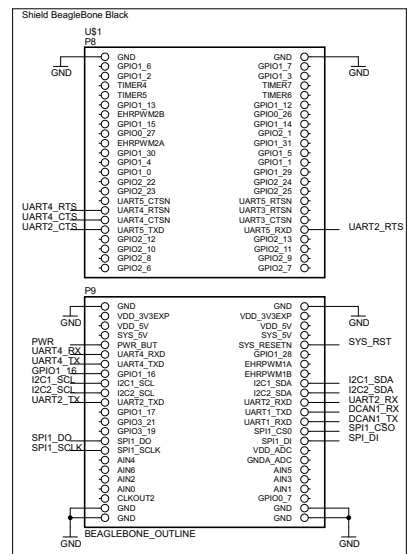 Shield BeagleBone Black
U$1
P8
GND GND
GPIO1_6 GPIO1_7
GPIO1_2 GPIO1_3
TIMER4 TIMER7
TIMER5 TIMER6
GPIO1_13 GPIO1_12
EHRPWM2B GPIO0_26
GPIO1_15 GPIO1_14
GPIO0_27 GPIO2_1
EHRPWM2A GPIO1_31
GPIO1_30 GPIO1_5
GPIO1_4 GPIO1_1
GPIO1_0 GPIO1_29
GPIO2_22 GPIO2_24
GPIO2_23 GPIO2_25
UART5_CTSN UART5_RTSN
UART4_RTS UART4_RTSN UART3_RTSN
UART4_CTS UART4_CTSN UART3_CTSN
UART2_CTS UART5_TXD UART5_RXD UART2_RTS
GPIO2_12 GPIO2_13
GPIO2_10 GPIO2_11
GPIO2_8 GPIO2_9
GPIO2_6 GPIO2_7
GND GND
P9
GND GND
VDD_3V3EXP VDD_3V3EXP
VDD_5V VDD_5V
SYS_5V SYS_5V
PWR PWR_BUT SYS_RESETN SYS_RST
UART4_RX UART4_RXD GPIO1_28
UART4_TX UART4_TXD EHRPWM1A
GPIO1_16 GPIO1_16 EHRPWM1B
I2C1_SCL I2C1_SCL I2C1_SDA I2C1_SDA
I2C2_SCL I2C2_SCL I2C2_SDA I2C2_SDA
UART2_TX UART2_TXD UART2_RXD UART2_RX
GPIO1_17 UART1_TXD DCAN1_RX
GPIO3_21 UART1_RXD DCAN1_TX
GPIO3_19 SPI1_CS0 SPI1_CSO
SPI1_DO SPI1_DO SPI1_DI SPI_DI
SPI1_SCLK SPI1_SCLK VDD_ADC
AIN4 GNDA_ADC
AIN6 AIN5
AIN2 AIN3
AIN0 AIN1
CLKOUT2 GPIO0_7
GND GND
GND GND
GND GND
BEAGLEBONE_OUTLINE
GND GND